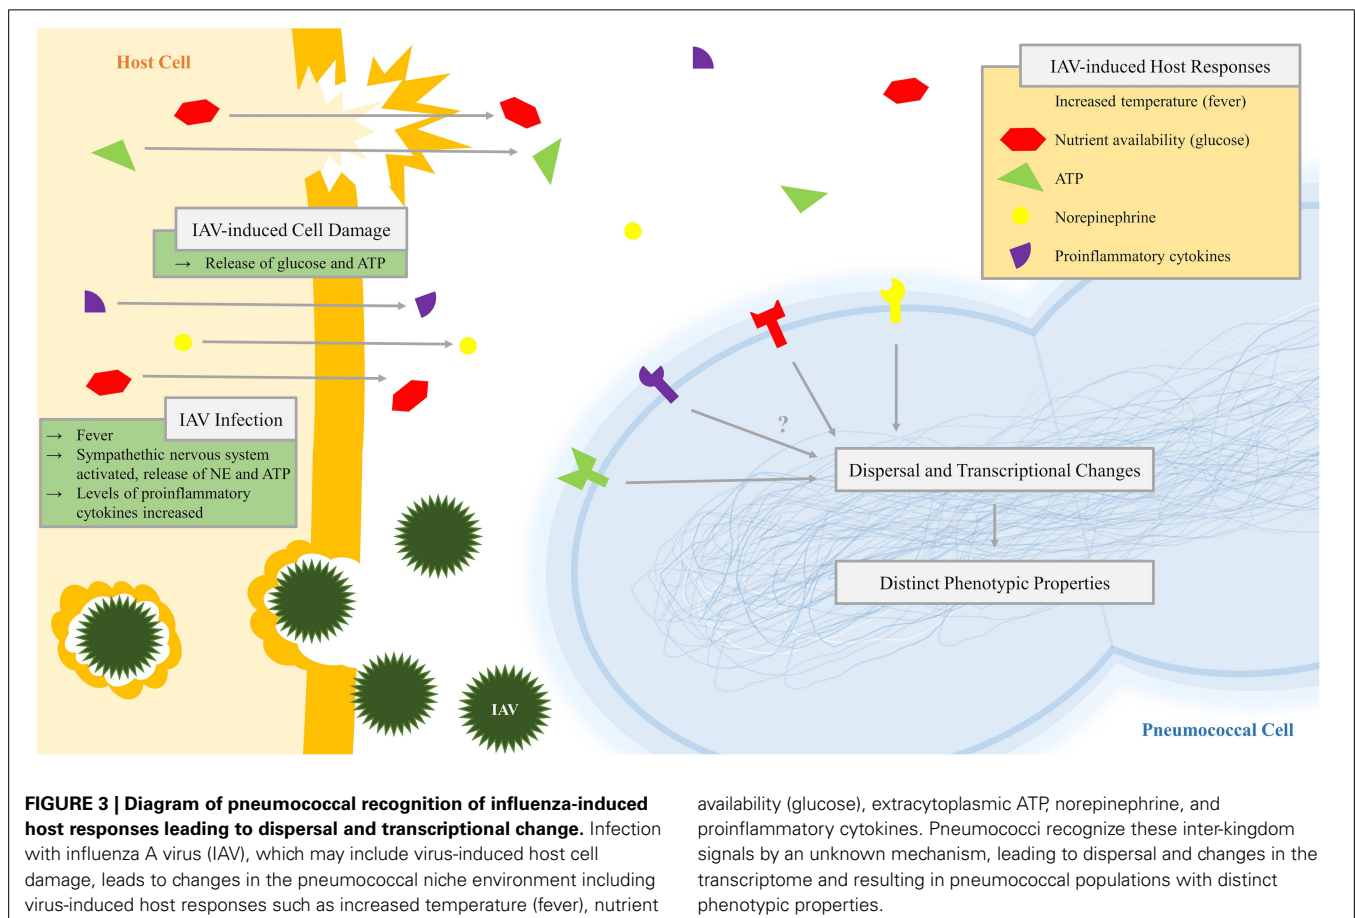 Host Cell
IAV-induced Host Responses
Increased temperature (fever)
Nutrient availability (glucose)
ATP
Norepinephrine
Proinflammatory cytokines
IAV-induced Cell Damage
→ Release of glucose and ATP
IAV Infection
→ Fever
→ Sympathethic nervous system
activated, release of NE and ATP
→ Levels of proinflammatory
cytokines increased
?
Dispersal and Transcriptional Changes
Distinct Phenotypic Properties
IAV
Pneumococcal Cell
FIGURE 3 | Diagram of pneumococcal recognition of influenza-induced
host responses leading to dispersal and transcriptional change. Infection
with influenza A virus (IAV), which may include virus-induced host cell
damage, leads to changes in the pneumococcal niche environment including
virus-induced host responses such as increased temperature (fever), nutrient
availability (glucose), extracytoplasmic ATP, norepinephrine, and
proinflammatory cytokines. Pneumococci recognize these inter-kingdom
signals by an unknown mechanism, leading to dispersal and changes in the
transcriptome and resulting in pneumococcal populations with distinct
phenotypic properties.